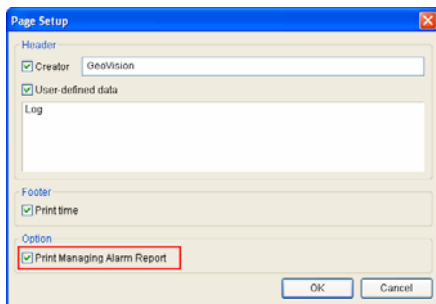 Page Setup
Header
Creator GeoVision
User-defined data
Log
Footer
Print time
Option
Print Managing Alarm Report
OK Cancel